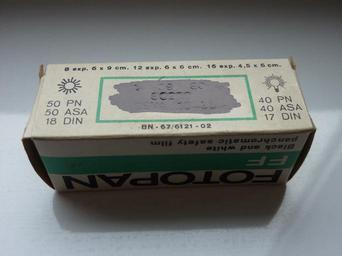 8 exp. 6 x 9 cm. 12 exp. 6 x 6 cm. 16 exp. 4,5 x 6 cm.
50 PN
50 ASA
18 DIN
40 PN
40 ASA
17 DIN
BN-67/6121-02
Black and white
panchromatic safety film
FF
FOTOPAN